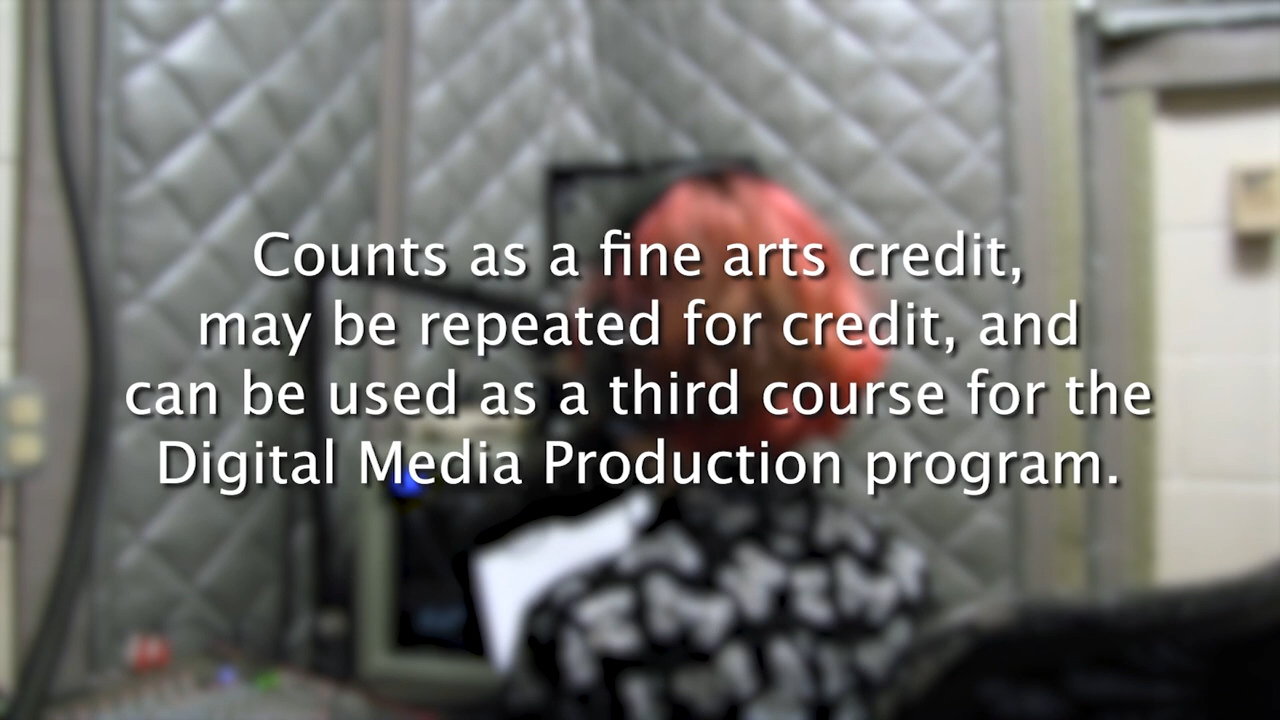 Counts as a fine arts credit,
may be repeated for credit, and
can be used as a third course for the
Digital Media Production program.